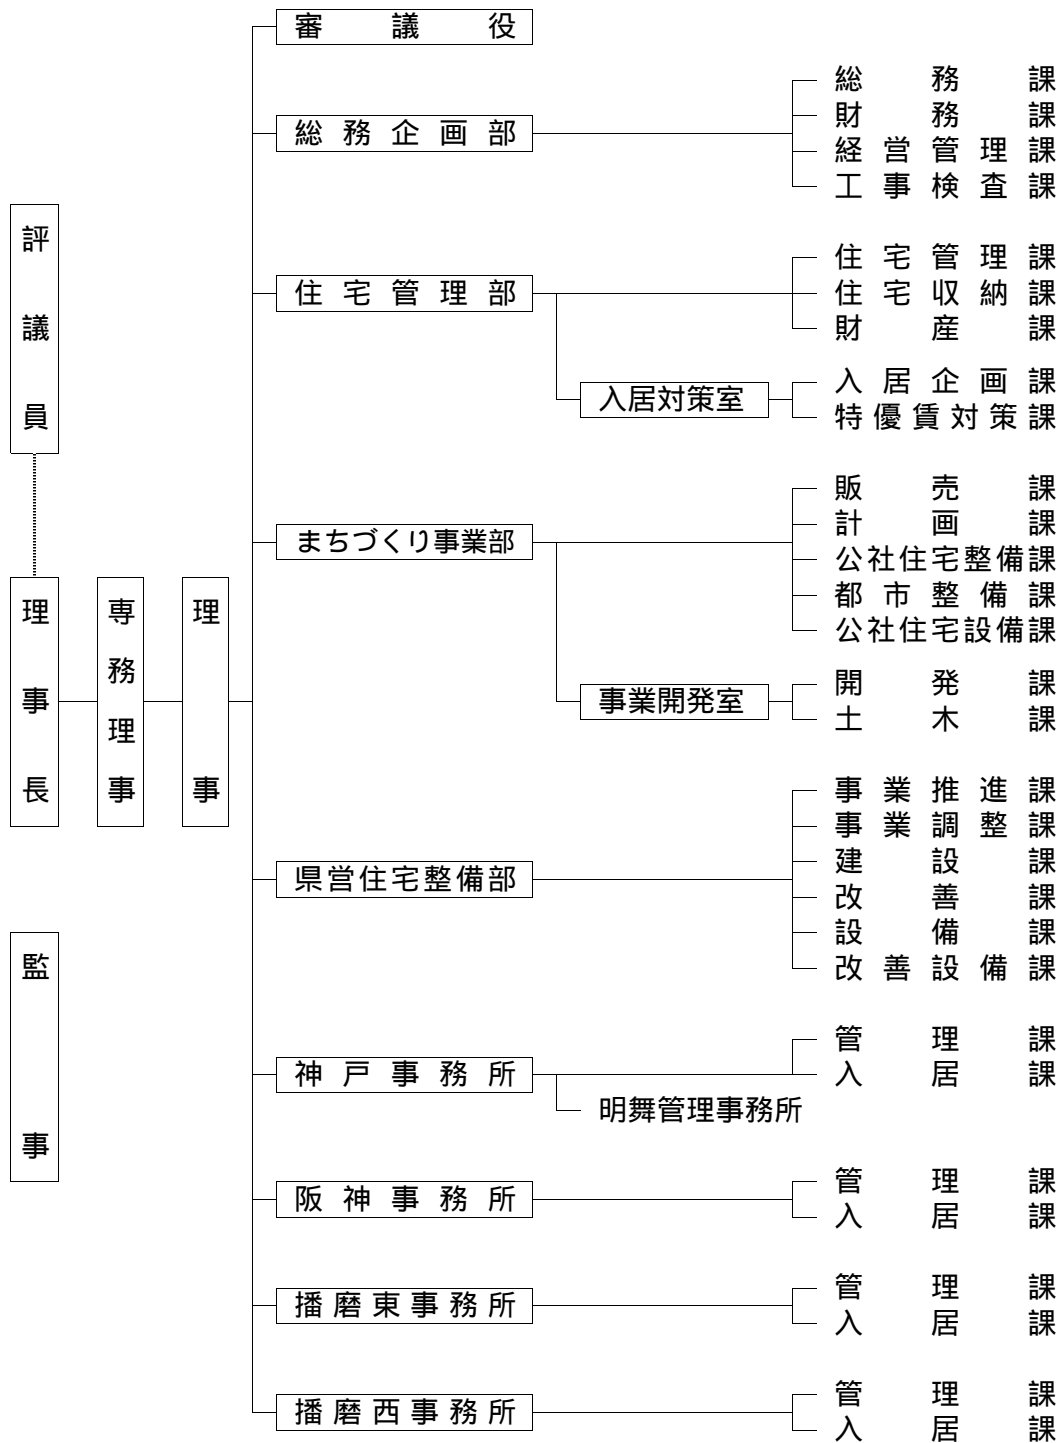 評議員
理事長
専務理事
理事
監事
審議役
総務企画部
総務課
財務課
経営管理課
工事検査課
住宅管理部
住宅管理課
住宅収納課
財産課
入居対策室
入居企画課
特優賃対策課
まちづくり事業部
販売課
計画課
公社住宅整備課
都市整備課
公社住宅設備課
事業開発室
開発課
土木課
県営住宅整備部
事業推進課
事業調整課
建設課
改善課
設備課
改善設備課
神戸事務所
管理課
入居課
明舞管理事務所
阪神事務所
管理課
入居課
播磨東事務所
管理課
入居課
播磨西事務所
管理課
入居課